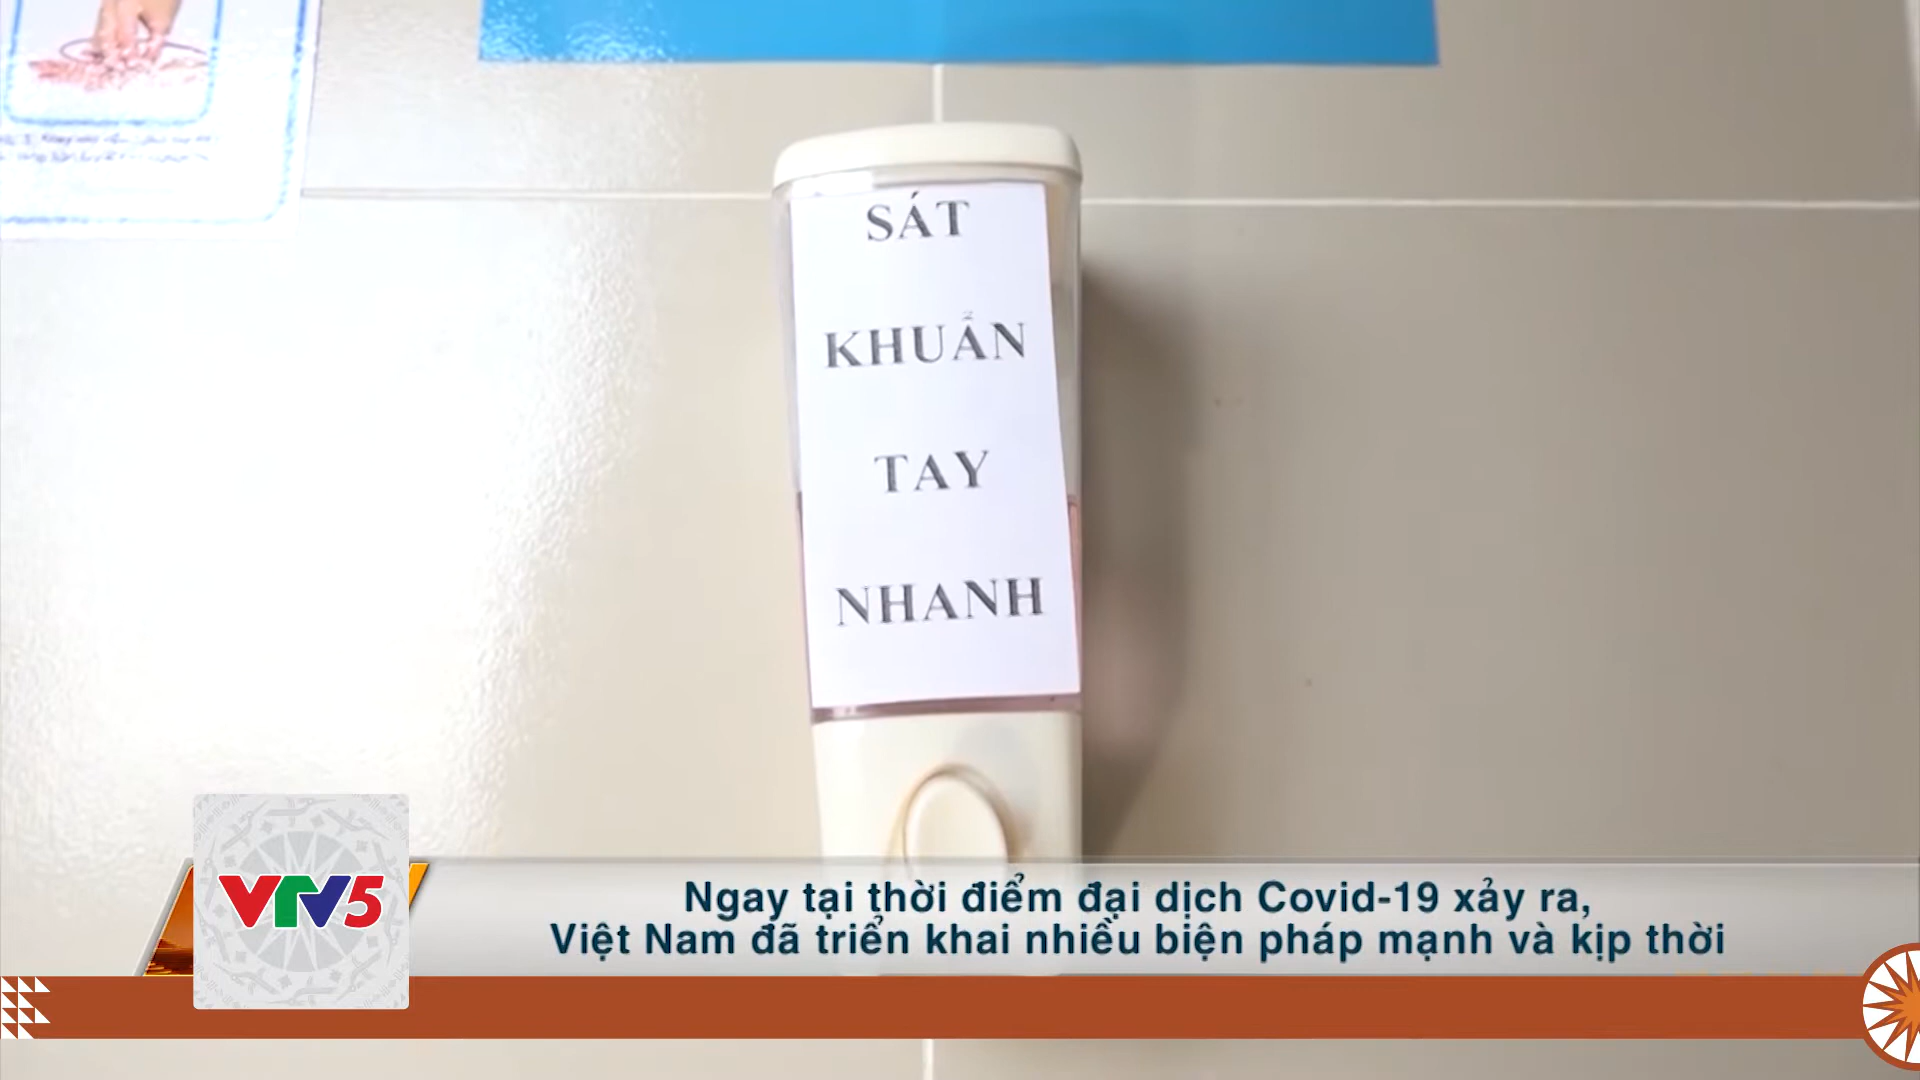 SÁT
KHUẨN
TAY
NHANH
VTV5
Ngay tại thời điểm đại dịch Covid-19 xảy ra,
Việt Nam đã triển khai nhiều biện pháp mạnh và kịp thời